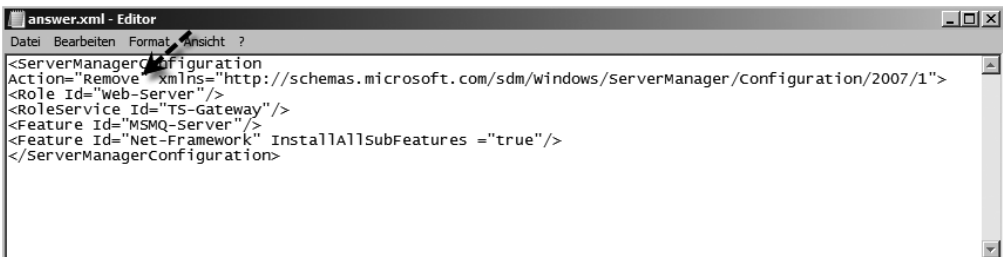 answer.xml - Editor
Datei Bearbeiten Format Ansicht ?
<ServerManagerConfiguration
Action="Remove" xmlns="http://schemas.microsoft.com/sdm/Windows/ServerManager/Configuration/2007/1">
<Role Id="Web-Server"/>
<RoleService Id="TS-Gateway"/>
<Feature Id="MSMQ-Server"/>
<Feature Id="Net-Framework" InstallAllSubFeatures ="true"/>
</ServerManagerConfiguration>